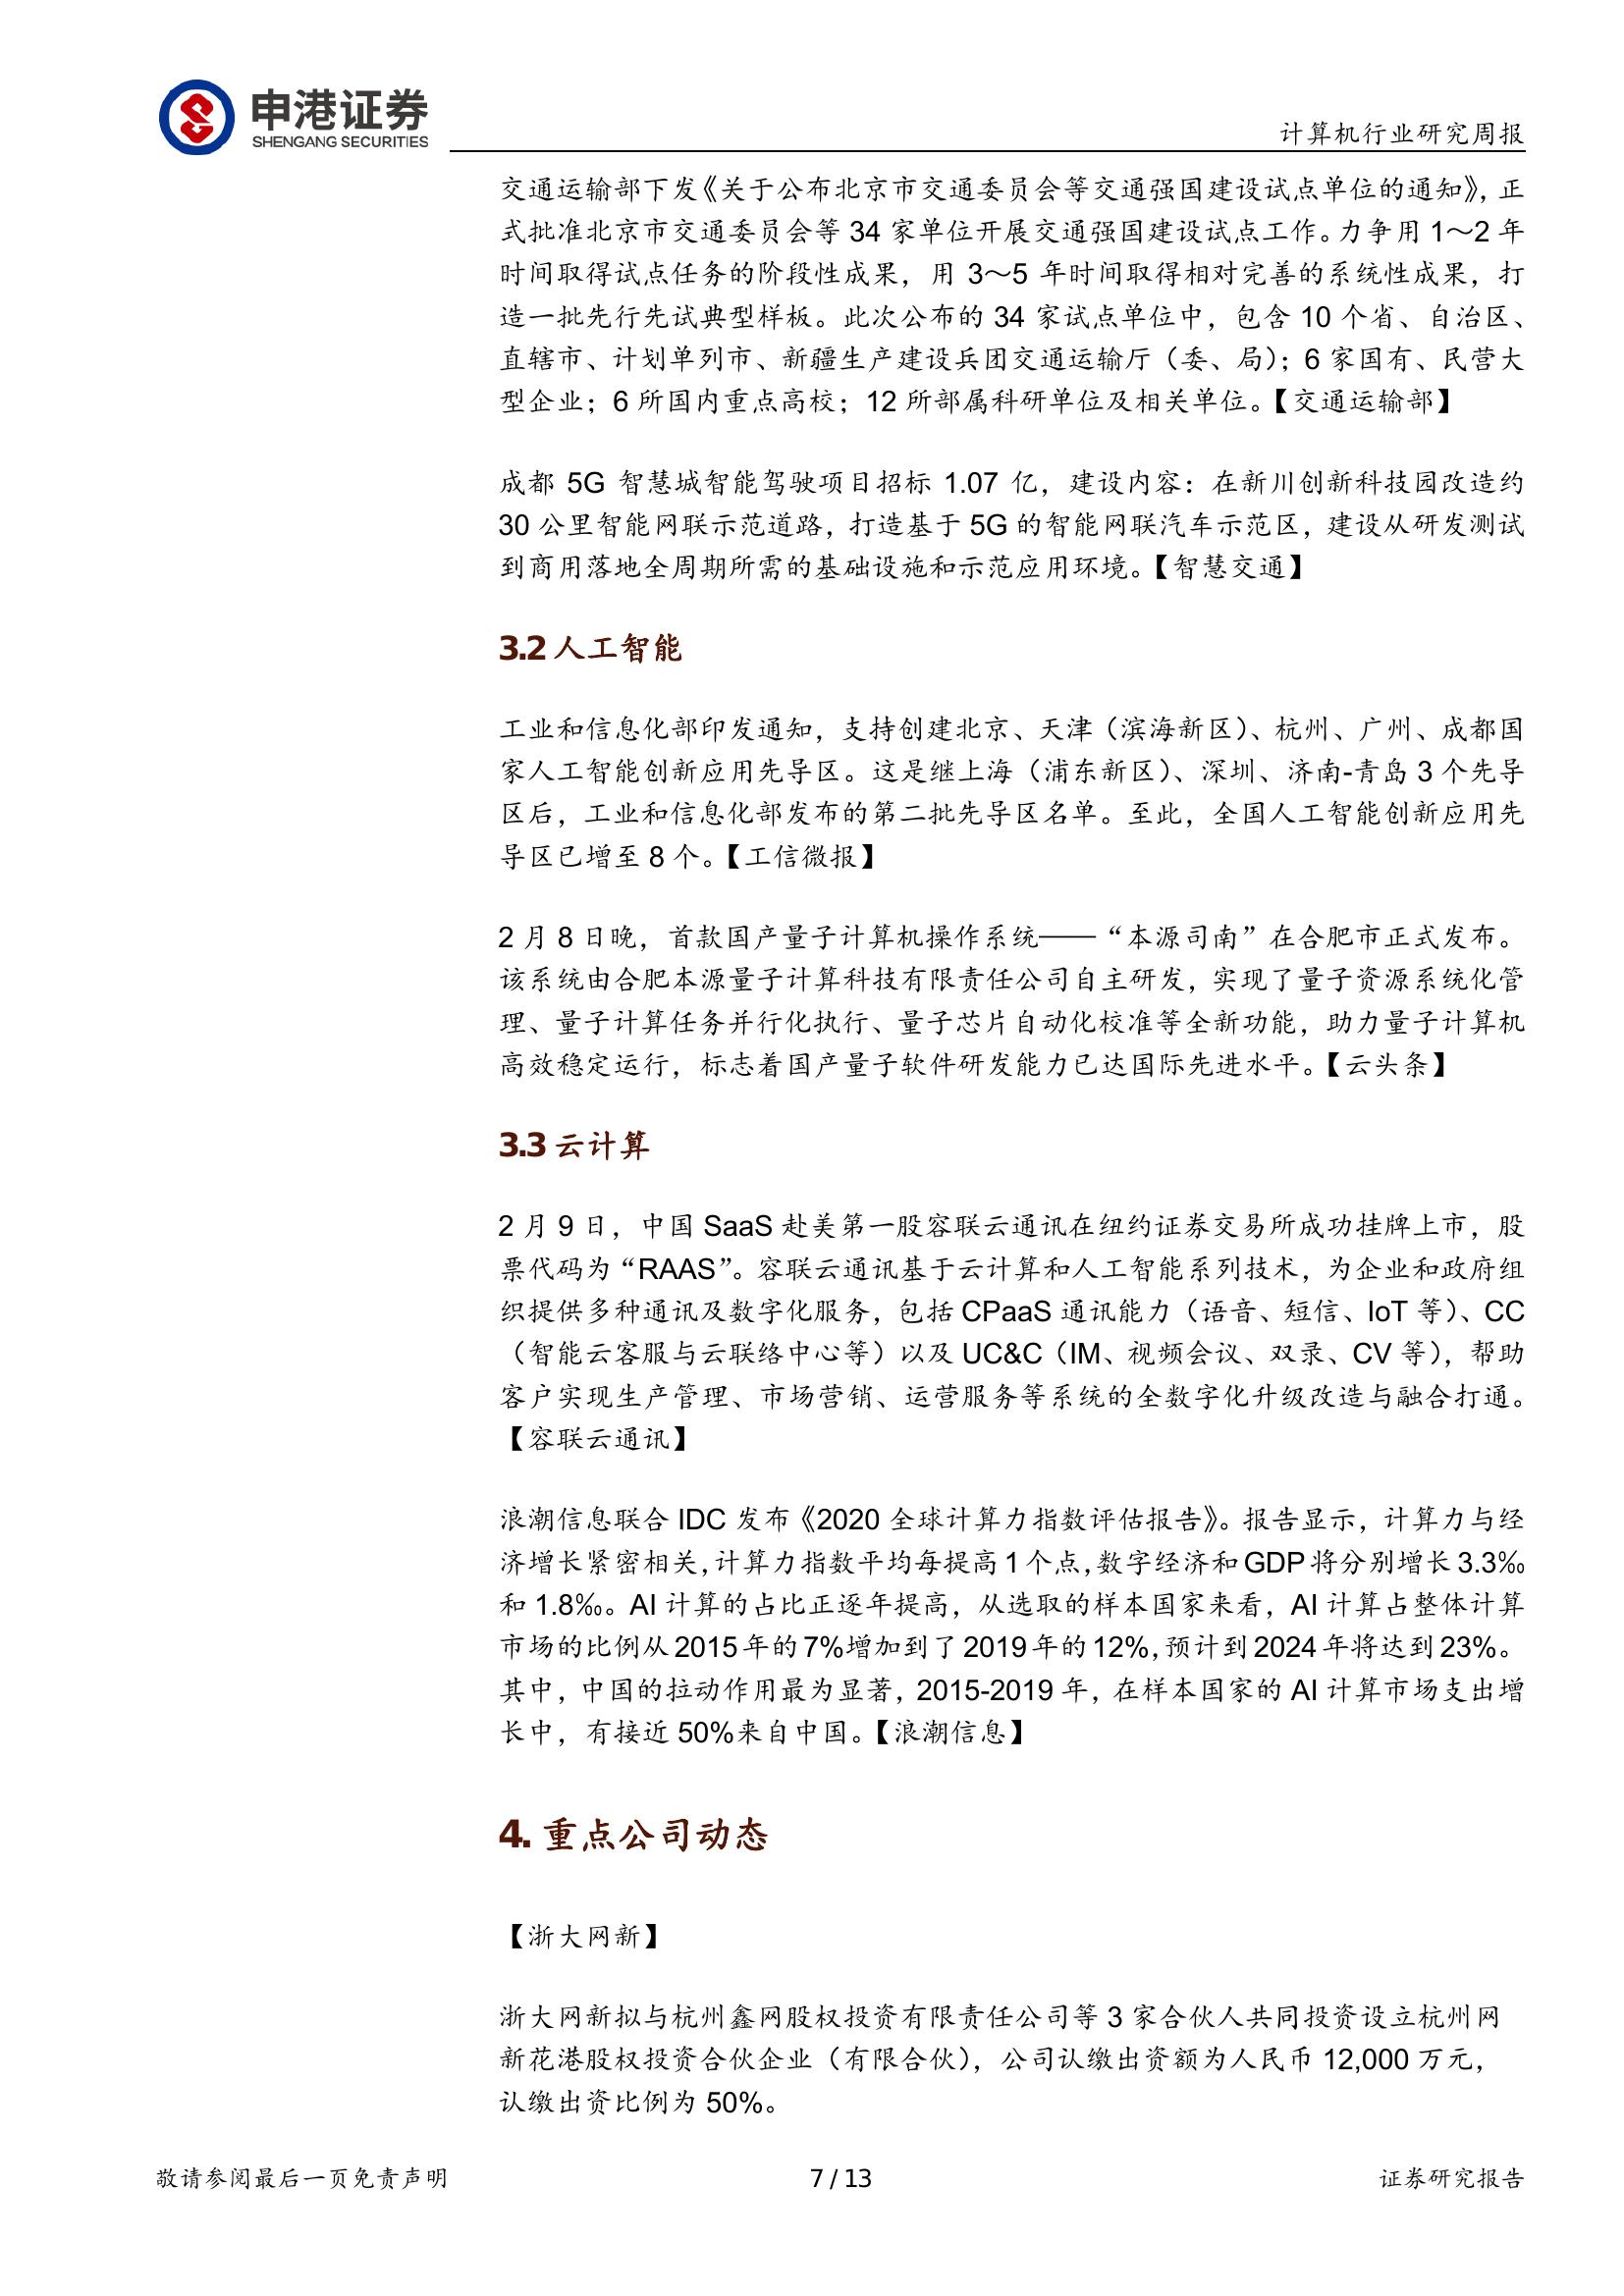 申港证券
SHENGANG SECURITIES
计算机行业研究周报
交通运输部下发《关于公布北京市交通委员会等交通强国建设试点单位的通知》，正
式批准北京市交通委员会等 34 家单位开展交通强国建设试点工作。力争用 1～2 年
时间取得试点任务的阶段性成果，用 3～5 年时间取得相对完善的系统性成果，打
造一批先行先试典型样板。此次公布的 34 家试点单位中，包含 10 个省、自治区、
直辖市、计划单列市、新疆生产建设兵团交通运输厅（委、局）；6 家国有、民营大
型企业；6 所国内重点高校；12 所部属科研单位及相关单位。【交通运输部】
成都 5G 智慧城智能驾驶项目招标 1.07 亿，建设内容：在新川创新科技园改造约
30 公里智能网联示范道路，打造基于 5G 的智能网联汽车示范区，建设从研发测试
到商用落地全周期所需的基础设施和示范应用环境。【智慧交通】
3.2 人工智能
工业和信息化部印发通知，支持创建北京、天津（滨海新区）、杭州、广州、成都国
家人工智能创新应用先导区。这是继上海（浦东新区）、深圳、济南-青岛 3 个先导
区后，工业和信息化部发布的第二批先导区名单。至此，全国人工智能创新应用先
导区已增至 8 个。【工信微报】
2 月 8 日晚，首款国产量子计算机操作系统——“本源司南”在合肥市正式发布。
该系统由合肥本源量子计算科技有限责任公司自主研发，实现了量子资源系统化管
理、量子计算任务并行化执行、量子芯片自动化校准等全新功能，助力量子计算机
高效稳定运行，标志着国产量子软件研发能力已达国际先进水平。【云头条】
3.3 云计算
2 月 9 日，中国 SaaS 赴美第一股容联云通讯在纽约证券交易所成功挂牌上市，股
票代码为“RAAS”。容联云通讯基于云计算和人工智能系列技术，为企业和政府组
织提供多种通讯及数字化服务，包括 CPaaS 通讯能力（语音、短信、IoT 等）、CC
（智能云客服与云联络中心等）以及 UC&C（IM、视频会议、双录、CV 等），帮助
客户实现生产管理、市场营销、运营服务等系统的全数字化升级改造与融合打通。
【容联云通讯】
浪潮信息联合 IDC 发布《2020 全球计算力指数评估报告》。报告显示，计算力与经
济增长紧密相关，计算力指数平均每提高 1 个点，数字经济和 GDP 将分别增长 3.3‰
和 1.8‰。AI 计算的占比正逐年提高，从选取的样本国家来看，AI 计算占整体计算
市场的比例从 2015 年的 7%增加到了 2019 年的 12%，预计到 2024 年将达到 23%。
其中，中国的拉动作用最为显著，2015-2019 年，在样本国家的 AI 计算市场支出增
长中，有接近 50%来自中国。【浪潮信息】
4. 重点公司动态
【浙大网新】
浙大网新拟与杭州鑫网股权投资有限责任公司等 3 家合伙人共同投资设立杭州网
新花港股权投资合伙企业（有限合伙），公司认缴出资额为人民币 12,000 万元，
认缴出资比例为 50%。
敬请参阅最后一页免责声明
7 / 13
证券研究报告